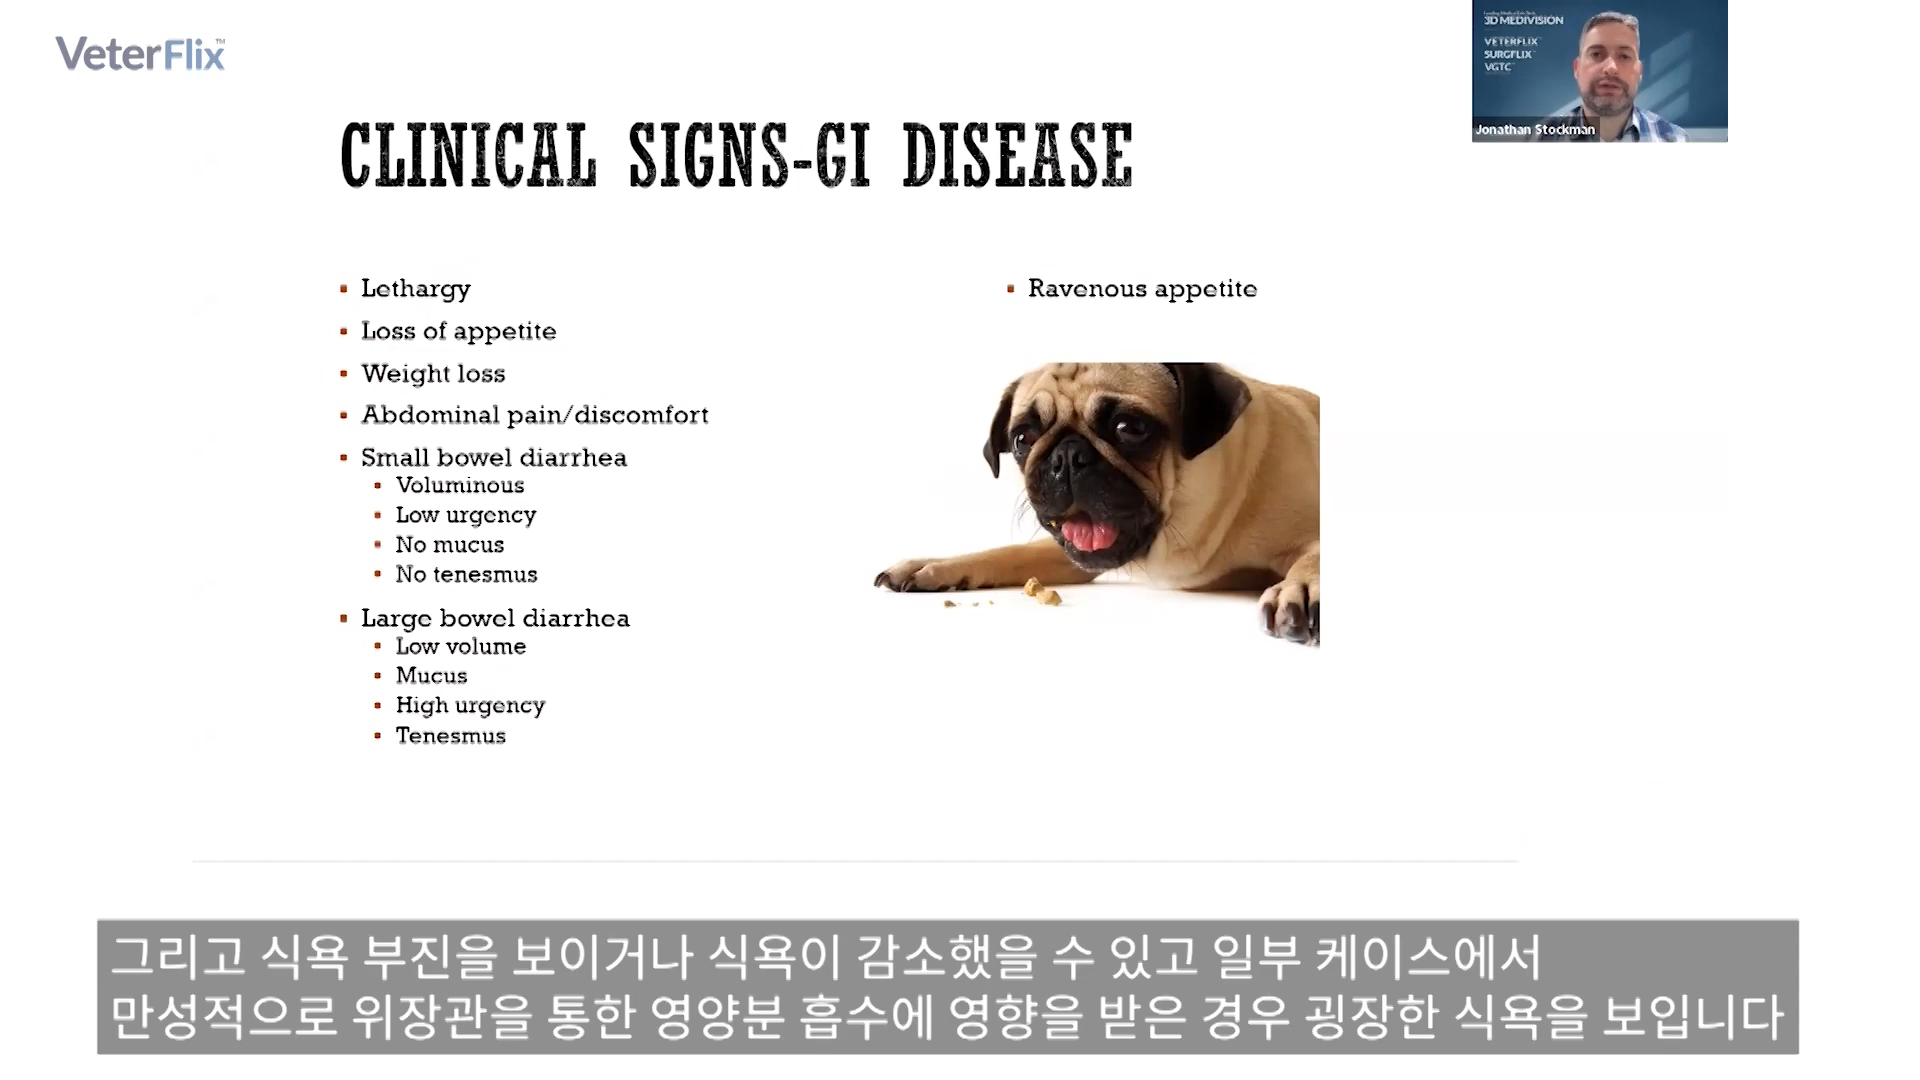 VeterFlix™
3D MEDIVISION
VETERFLIX
SURGFLIX
VGTC
Jonathan Stockman
CLINICAL SIGNS-GI DISEASE
▪ Lethargy
▪ Loss of appetite
▪ Weight loss
▪ Abdominal pain/discomfort
▪ Small bowel diarrhea
▪ Voluminous
▪ Low urgency
▪ No mucus
▪ No tenesmus
▪ Large bowel diarrhea
▪ Low volume
▪ Mucus
▪ High urgency
▪ Tenesmus
▪ Ravenous appetite
그리고 식욕 부진을 보이거나 식욕이 감소했을 수 있고 일부 케이스에서
만성적으로 위장관을 통한 영양분 흡수에 영향을 받은 경우 굉장한 식욕을 보입니다